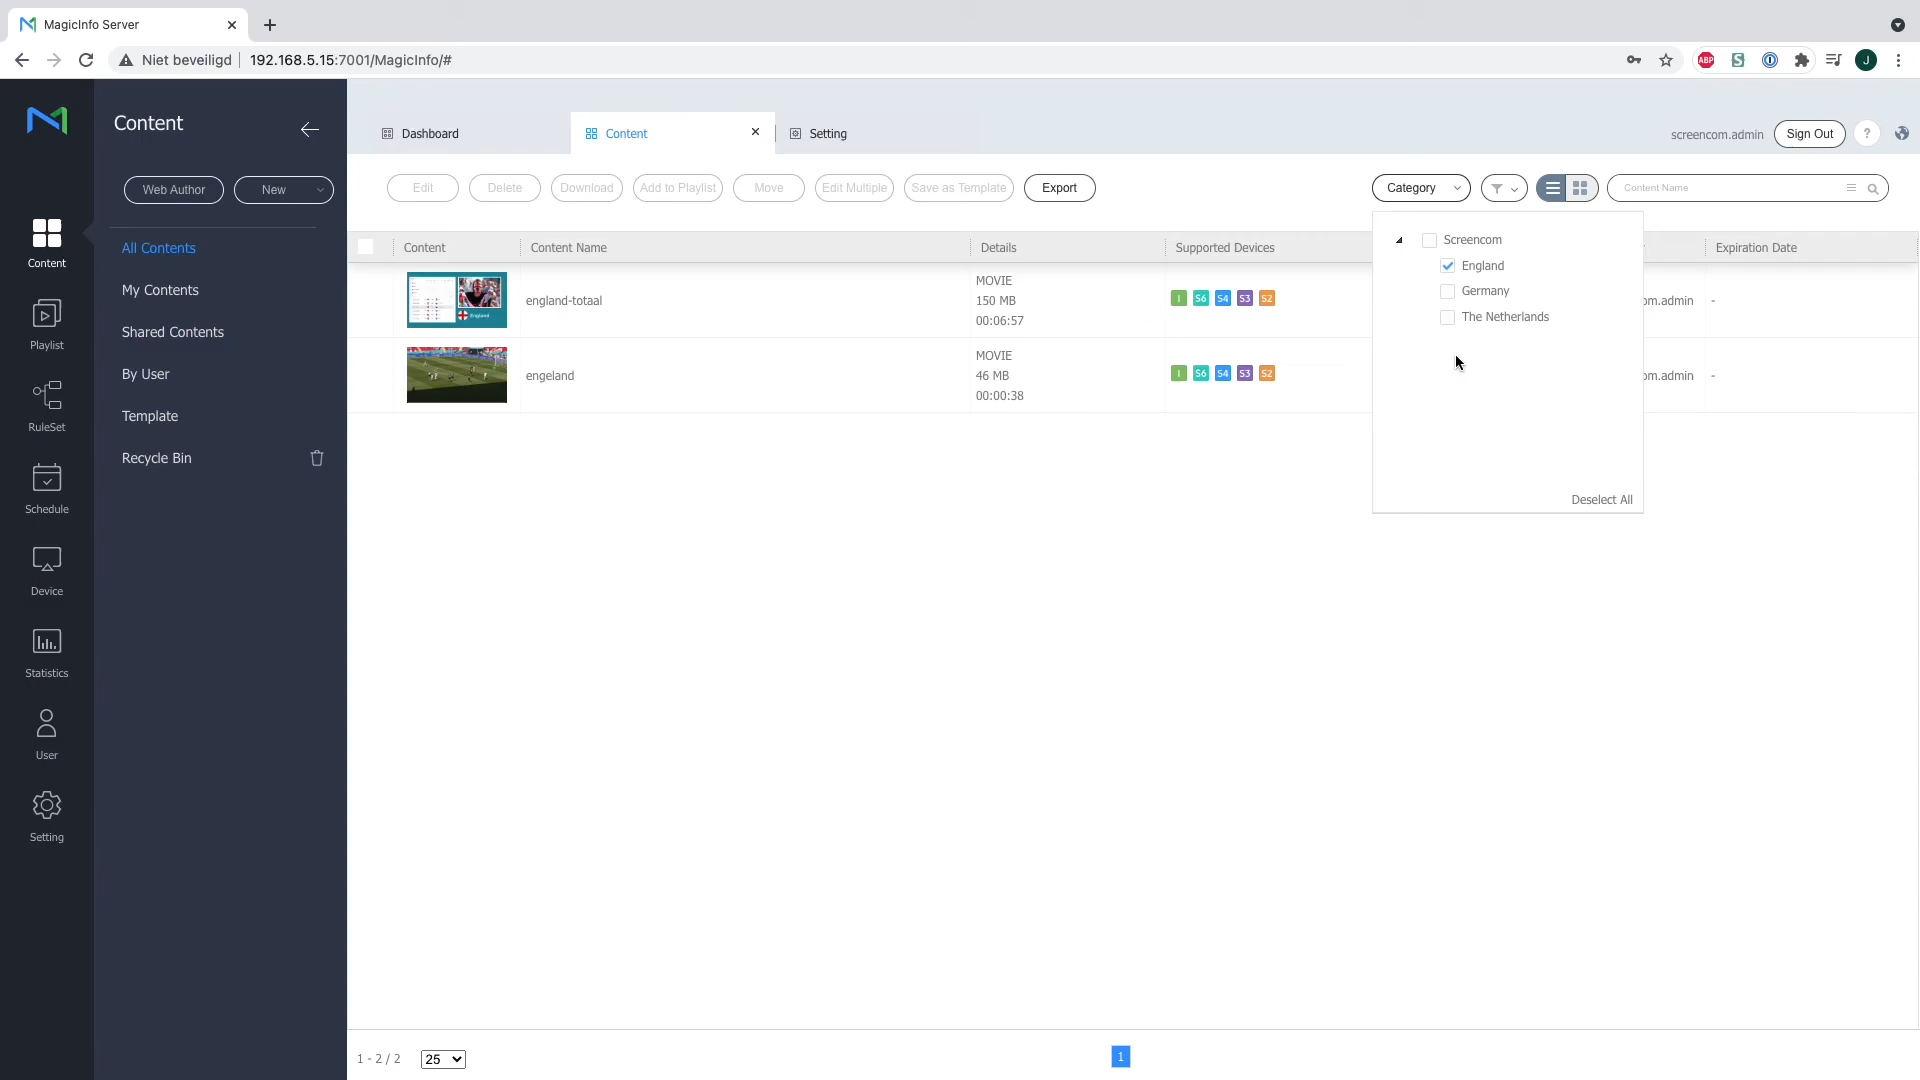 MagicInfo Server
Niet beveiligd
192.168.5.15:7001/MagicInfo/#
ABP
S
J
Content
Dashboard
Content
Setting
screencom.admin
Sign Out
?
Web Author
New
Edit
Delete
Download
Add to Playlist
Move
Edit Multiple
Save as Template
Export
Category
Content Name
All Contents
My Contents
Shared Contents
By User
Template
Recycle Bin
Content
Playlist
RuleSet
Schedule
Device
Statistics
User
Setting
Content
Content Name
Details
Supported Devices
Expiration Date
England
england-totaal
MOVIE
150 MB
00:06:57
I S6 S4 S3 S2
om.admin
-
engeland
MOVIE
46 MB
00:00:38
I S6 S4 S3 S2
om.admin
-
Screencom
England
Germany
The Netherlands
Deselect All
1 - 2 / 2
25
1